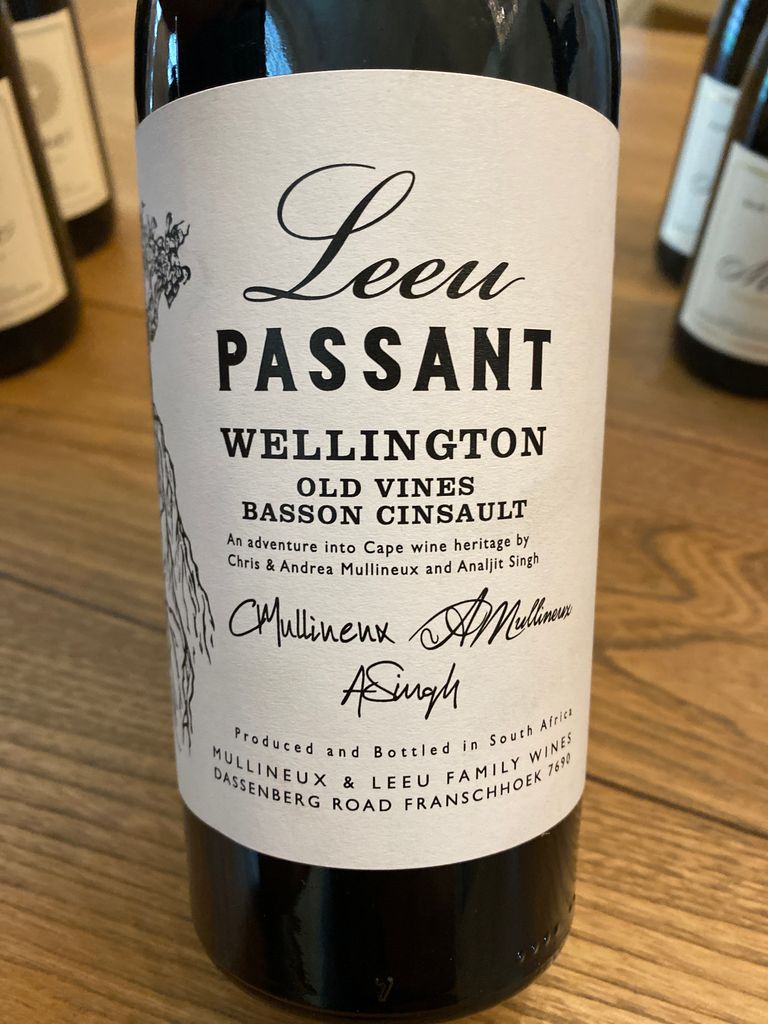 Leeu
PASSANT
WELLINGTON
OLD VINES
BASSON CINSAULT
An adventure into Cape wine heritage by
Chris & Andrea Mullineux and Analjit Singh
CMullineux AMullineux
ASingh
Produced and Bottled in South Africa
MULLINEUX & LEEU FAMILY WINES
DASSENBERG ROAD FRANSCHHOEK 7690